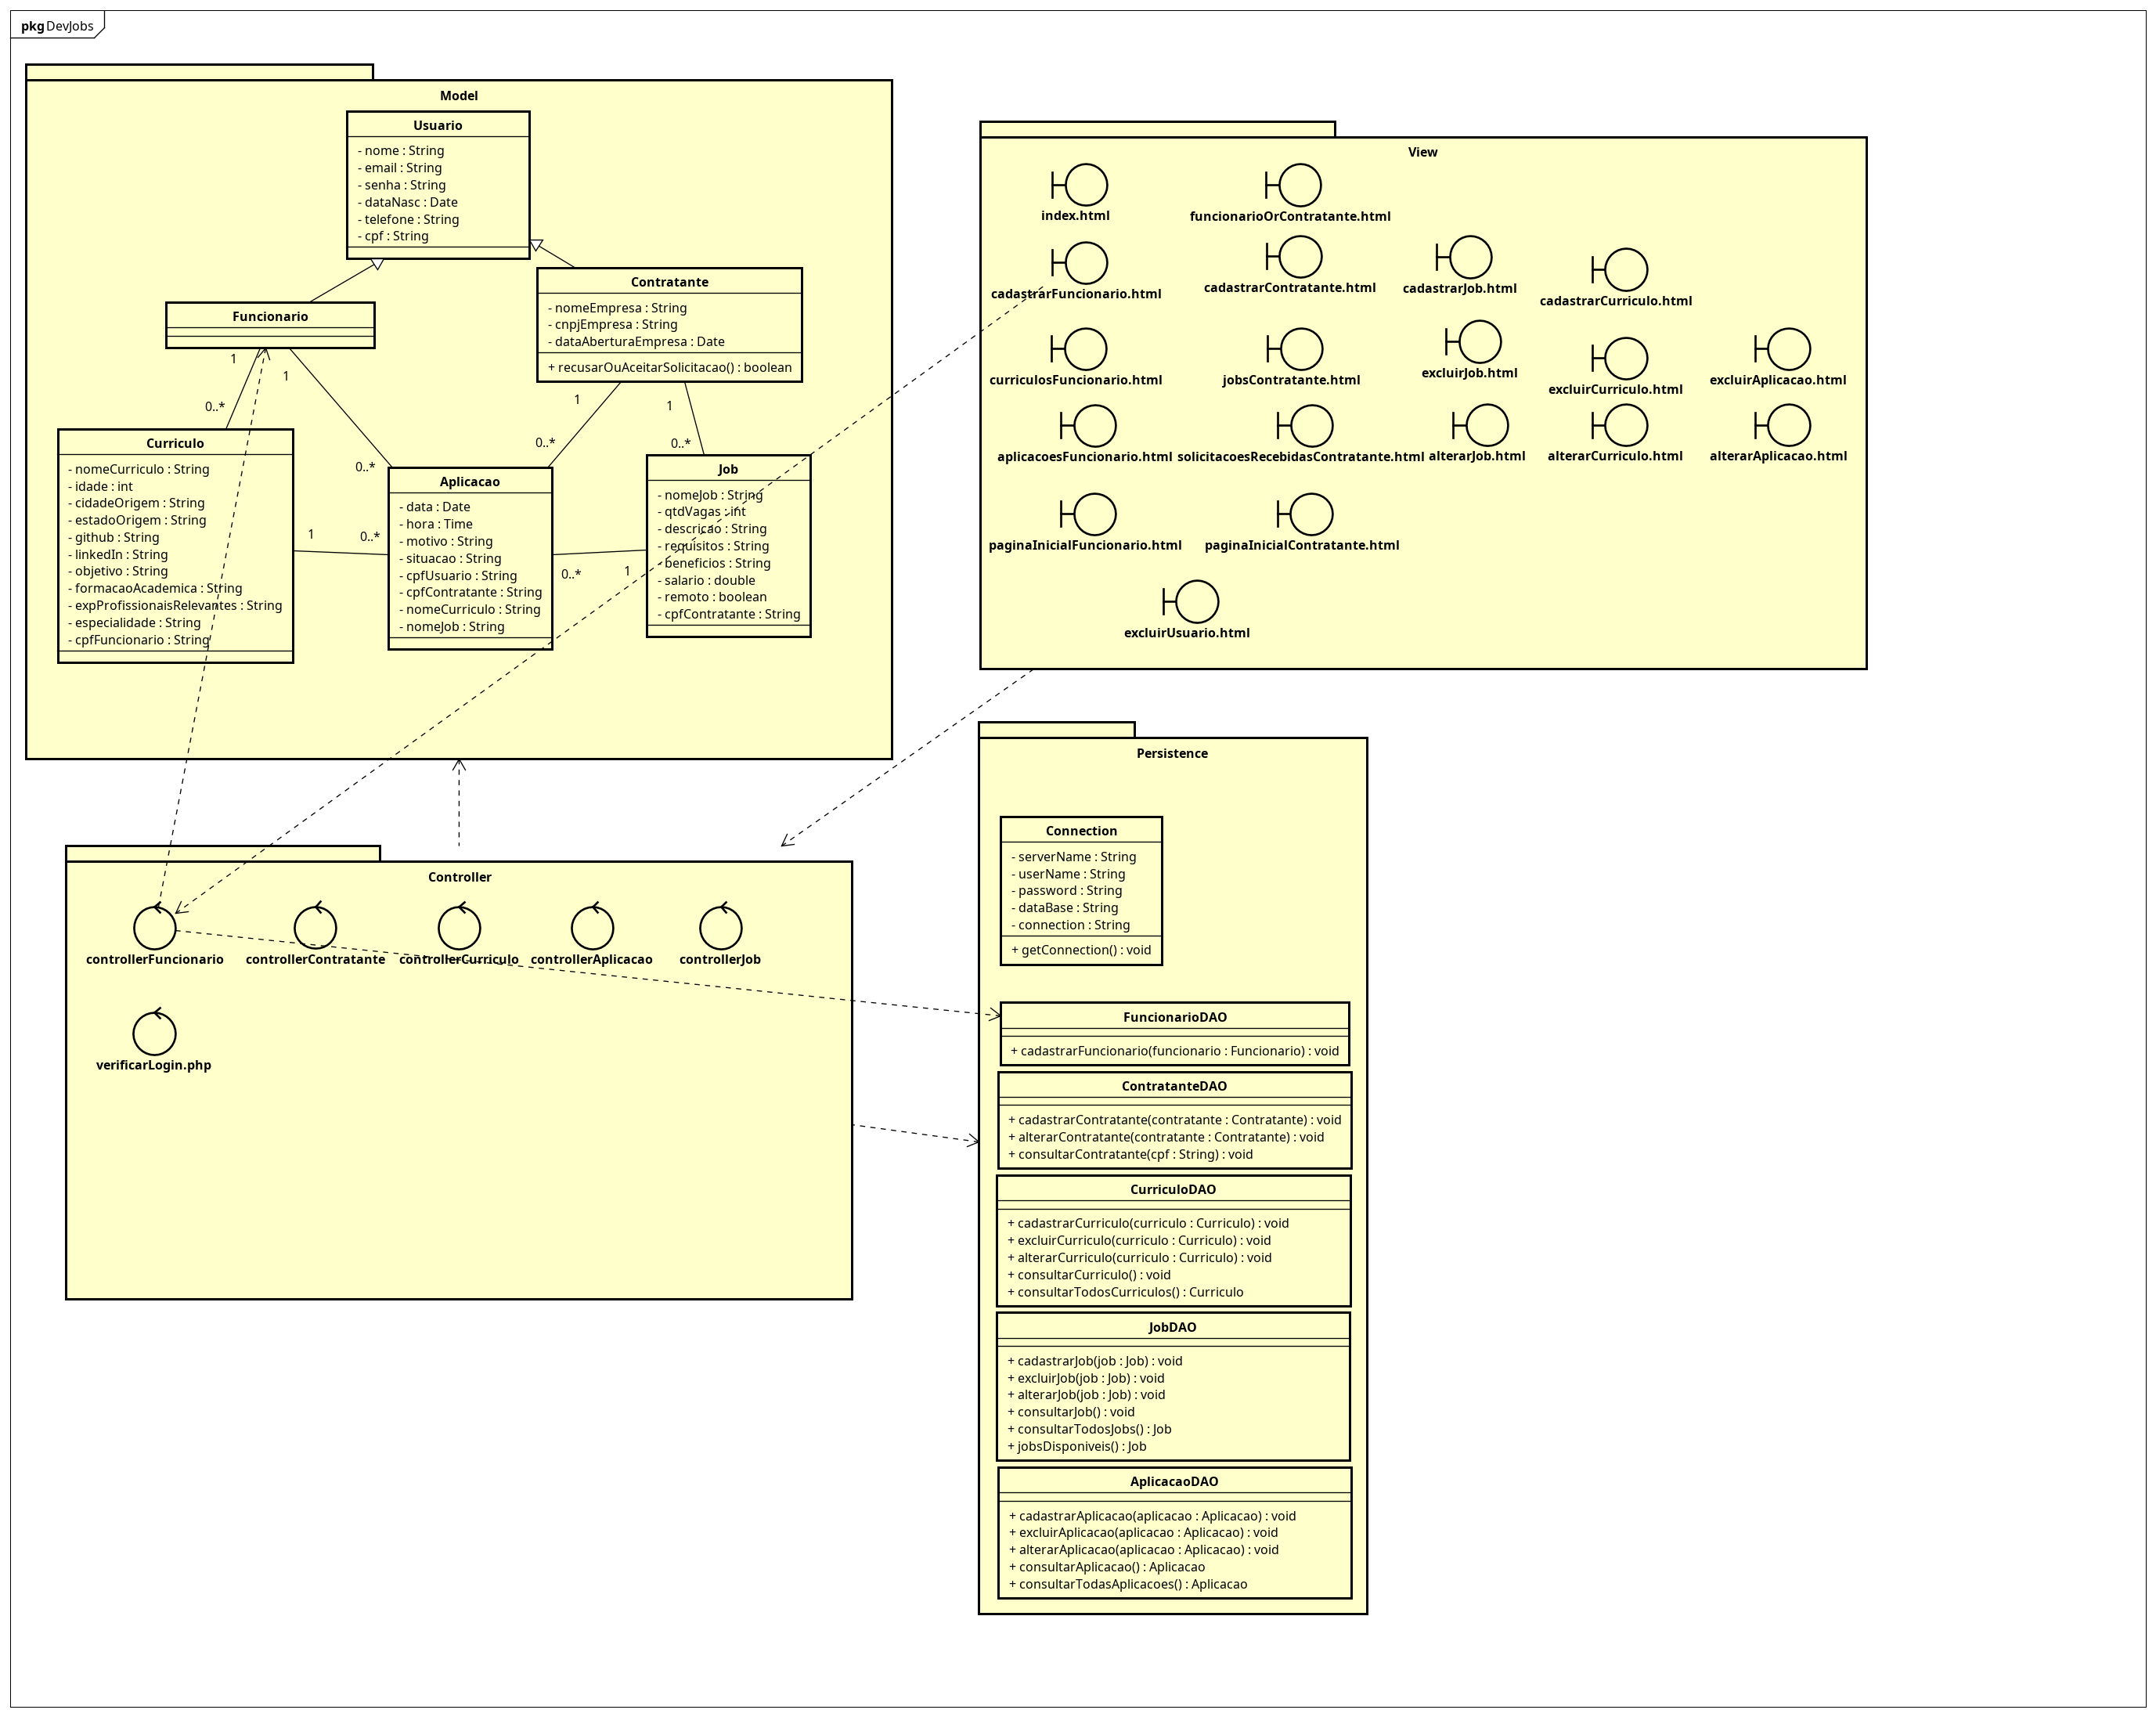 pkg DevJobs
Model
Usuario
- nome : String
- email : String
- senha : String
- dataNasc : Date
- telefone : String
- cpf : String
Funcionario
Contratante
- nomeEmpresa : String
- cnpjEmpresa : String
- dataAberturaEmpresa : Date
+ recusarOuAceitarSolicitacao() : boolean
1
1
0..*
0..*
1
1
0..*
0..*
Curriculo
- nomeCurriculo : String
- idade : int
- cidadeOrigem : String
- estadoOrigem : String
- github : String
- linkedIn : String
- objetivo : String
- formacaoAcademica : String
- expProfissionaisRelevantes : String
- especialidade : String
- cpfFuncionario : String
1
0..*
Aplicacao
- data : Date
- hora : Time
- motivo : String
- situacao : String
- cpfUsuario : String
- cpfContratante : String
- nomeCurriculo : String
- nomeJob : String
0..*
1
Job
- nomeJob : String
- qtdVagas : int
- descricao : String
- requisitos : String
- beneficios : String
- salario : double
- remoto : boolean
- cpfContratante : String
View
index.html
funcionarioOrContratante.html
cadastrarFuncionario.html
cadastrarContratante.html
cadastrarJob.html
cadastrarCurriculo.html
curriculosFuncionario.html
jobsContratante.html
excluirJob.html
excluirCurriculo.html
excluirAplicacao.html
aplicacoesFuncionario.html
solicitacoesRecebidasContratante.html
alterarJob.html
alterarCurriculo.html
alterarAplicacao.html
paginaInicialFuncionario.html
paginaInicialContratante.html
excluirUsuario.html
Controller
controllerFuncionario
controllerContratante
controllerCurriculo
controllerAplicacao
controllerJob
verificarLogin.php
Persistence
Connection
- serverName : String
- userName : String
- password : String
- dataBase : String
- connection : String
+ getConnection() : void
FuncionarioDAO
+ cadastrarFuncionario(funcionario : Funcionario) : void
ContratanteDAO
+ cadastrarContratante(contratante : Contratante) : void
+ alterarContratante(contratante : Contratante) : void
+ consultarContratante(cpf : String) : void
CurriculoDAO
+ cadastrarCurriculo(curriculo : Curriculo) : void
+ excluirCurriculo(curriculo : Curriculo) : void
+ alterarCurriculo(curriculo : Curriculo) : void
+ consultarCurriculo() : void
+ consultarTodosCurriculos() : Curriculo
JobDAO
+ cadastrarJob(job : Job) : void
+ excluirJob(job : Job) : void
+ alterarJob(job : Job) : void
+ consultarJob() : void
+ consultarTodosJobs() : Job
+ jobsDisponiveis() : Job
AplicacaoDAO
+ cadastrarAplicacao(aplicacao : Aplicacao) : void
+ excluirAplicacao(aplicacao : Aplicacao) : void
+ alterarAplicacao(aplicacao : Aplicacao) : void
+ consultarAplicacao() : Aplicacao
+ consultarTodasAplicacoes() : Aplicacao